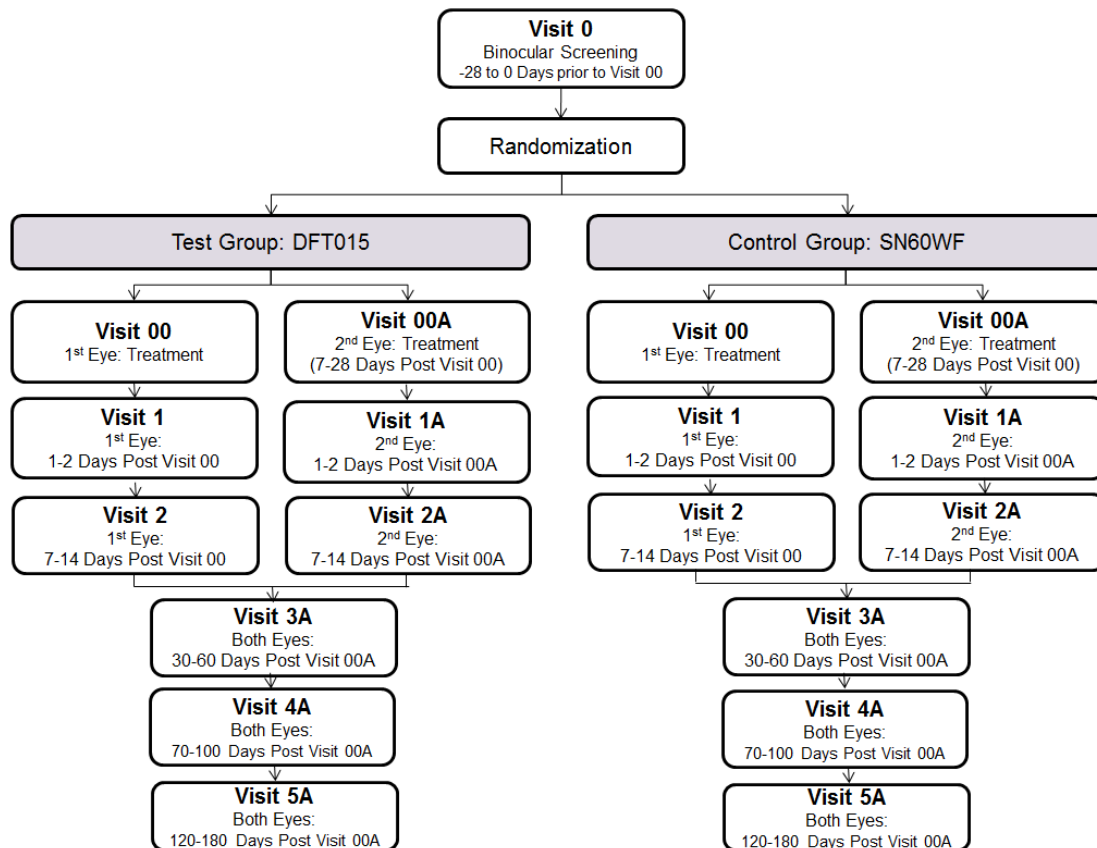 Visit 0
Binocular Screening
-28 to 0 Days prior to Visit 00
Randomization
Test Group: DFT015
Visit 00
1st Eye: Treatment
Visit 00A
2nd Eye: Treatment
(7-28 Days Post Visit 00)
Visit 1
1st Eye:
1-2 Days Post Visit 00
Visit 1A
2nd Eye:
1-2 Days Post Visit 00A
Visit 2
1st Eye:
7-14 Days Post Visit 00
Visit 2A
2nd Eye:
7-14 Days Post Visit 00A
Visit 3A
Both Eyes:
30-60 Days Post Visit 00A
Visit 4A
Both Eyes:
70-100 Days Post Visit 00A
Visit 5A
Both Eyes:
120-180 Days Post Visit 00A
Control Group: SN60WF
Visit 00
1st Eye: Treatment
Visit 00A
2nd Eye: Treatment
(7-28 Days Post Visit 00)
Visit 1
1st Eye:
1-2 Days Post Visit 00
Visit 1A
2nd Eye:
1-2 Days Post Visit 00A
Visit 2
1st Eye:
7-14 Days Post Visit 00
Visit 2A
2nd Eye:
7-14 Days Post Visit 00A
Visit 3A
Both Eyes:
30-60 Days Post Visit 00A
Visit 4A
Both Eyes:
70-100 Days Post Visit 00A
Visit 5A
Both Eyes:
120-180 Days Post Visit 00A